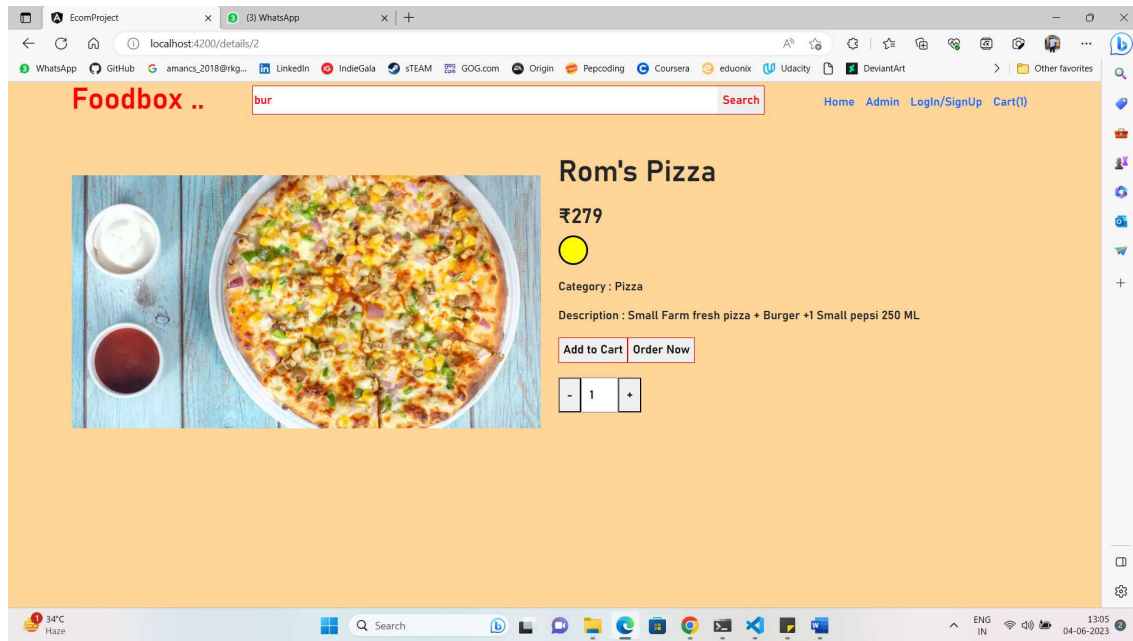 EcomProject
(3) WhatsApp
localhost:4200/details/2
WhatsApp GitHub amancs_2018@rkg... LinkedIn IndieGala sTEAM GOG.com Origin Pepcoding Coursera eduonix Udacity DeviantArt Other favorites
Foodbox ..
bur
Search
Home Admin LogIn/SignUp Cart(1)
Rom's Pizza
₹279
Category : Pizza
Description : Small Farm fresh pizza + Burger +1 Small pepsi 250 ML
Add to Cart Order Now
- 1 +
1
34°C
Haze
Search
ENG
IN
13:05
04-06-2023
2